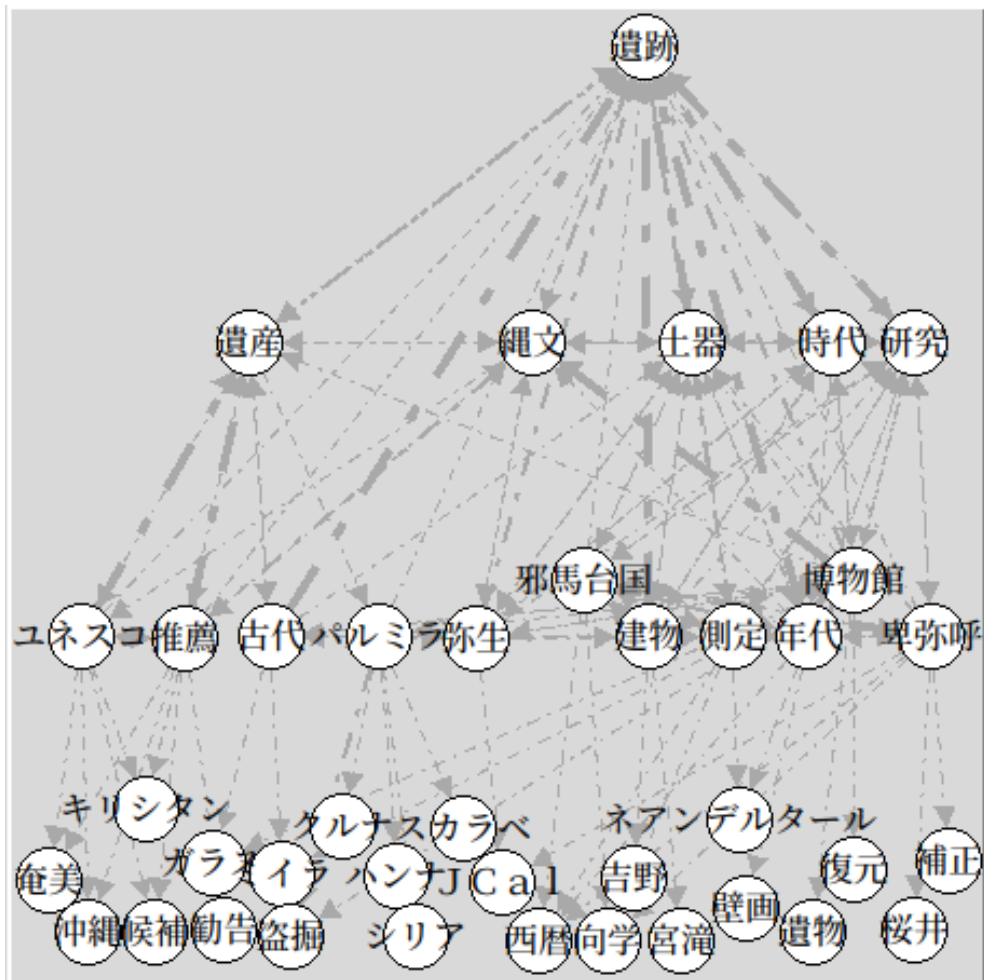 遺跡
遺産
縄文
土器
時代
研究
邪馬台国
博物館
ユネスコ
推薦
古代
パルミラ
弥生
建物
測定
年代
卑弥呼
キリシタン
クルナス
カラベ
ネアンデルタール
ガラス
イラ
ハンナ
ＪＣａｌ
吉野
復元
補正
奄美
沖縄
候補
勧告
盗掘
シリア
西暦
向学
宮滝
壁画
遺物
桜井